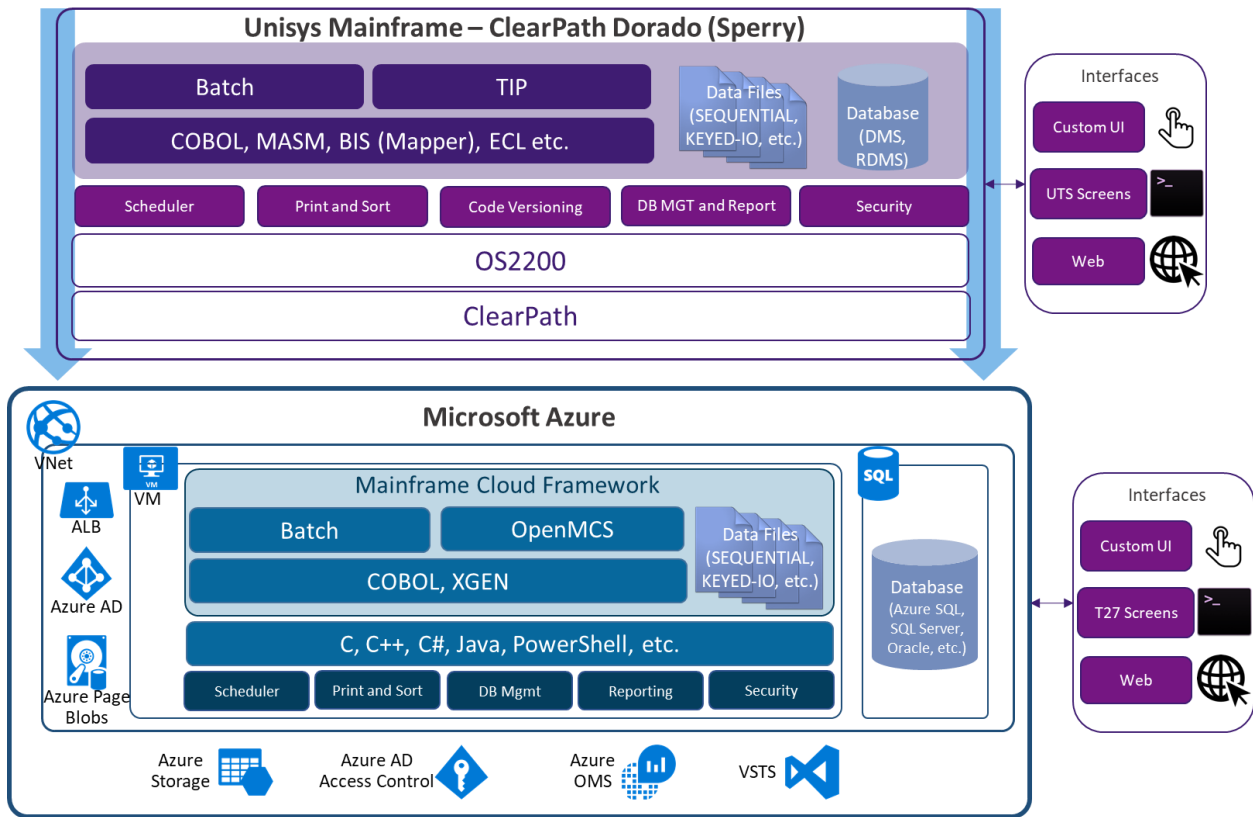 Unisys Mainframe – ClearPath Dorado (Sperry)
Batch
TIP
COBOL, MASM, BIS (Mapper), ECL etc.
Data Files
(SEQUENTIAL,
KEYED-IO, etc.)
Database
(DMS,
RDMS)
Scheduler
Print and Sort
Code Versioning
DB MGT and Report
Security
OS2200
ClearPath
Interfaces
Custom UI
UTS Screens
>_
Web
Microsoft Azure
VNet
ALB
Azure AD
Azure Page
Blobs
VM
VM
Mainframe Cloud Framework
Batch
OpenMCS
COBOL, XGEN
Data Files
(SEQUENTIAL,
KEYED-IO, etc.)
C, C++, C#, Java, PowerShell, etc.
Scheduler
Print and Sort
DB Mgmt
Reporting
Security
SQL
Database
(Azure SQL,
SQL Server,
Oracle, etc.)
Interfaces
Custom UI
T27 Screens
>_
Web
Azure
Storage
Azure AD
Access Control
Azure
OMS
VSTS